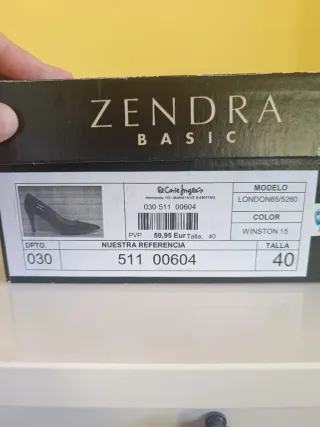 ZENDRA
BASIC
El Corte Inglés
030 511 00604
PVP 59,95 Eur Talla: 40
MODELO
LONDON65/5260
COLOR
WINSTON 15
DPTO. NUESTRA REFERENCIA TALLA
030 511 00604 40